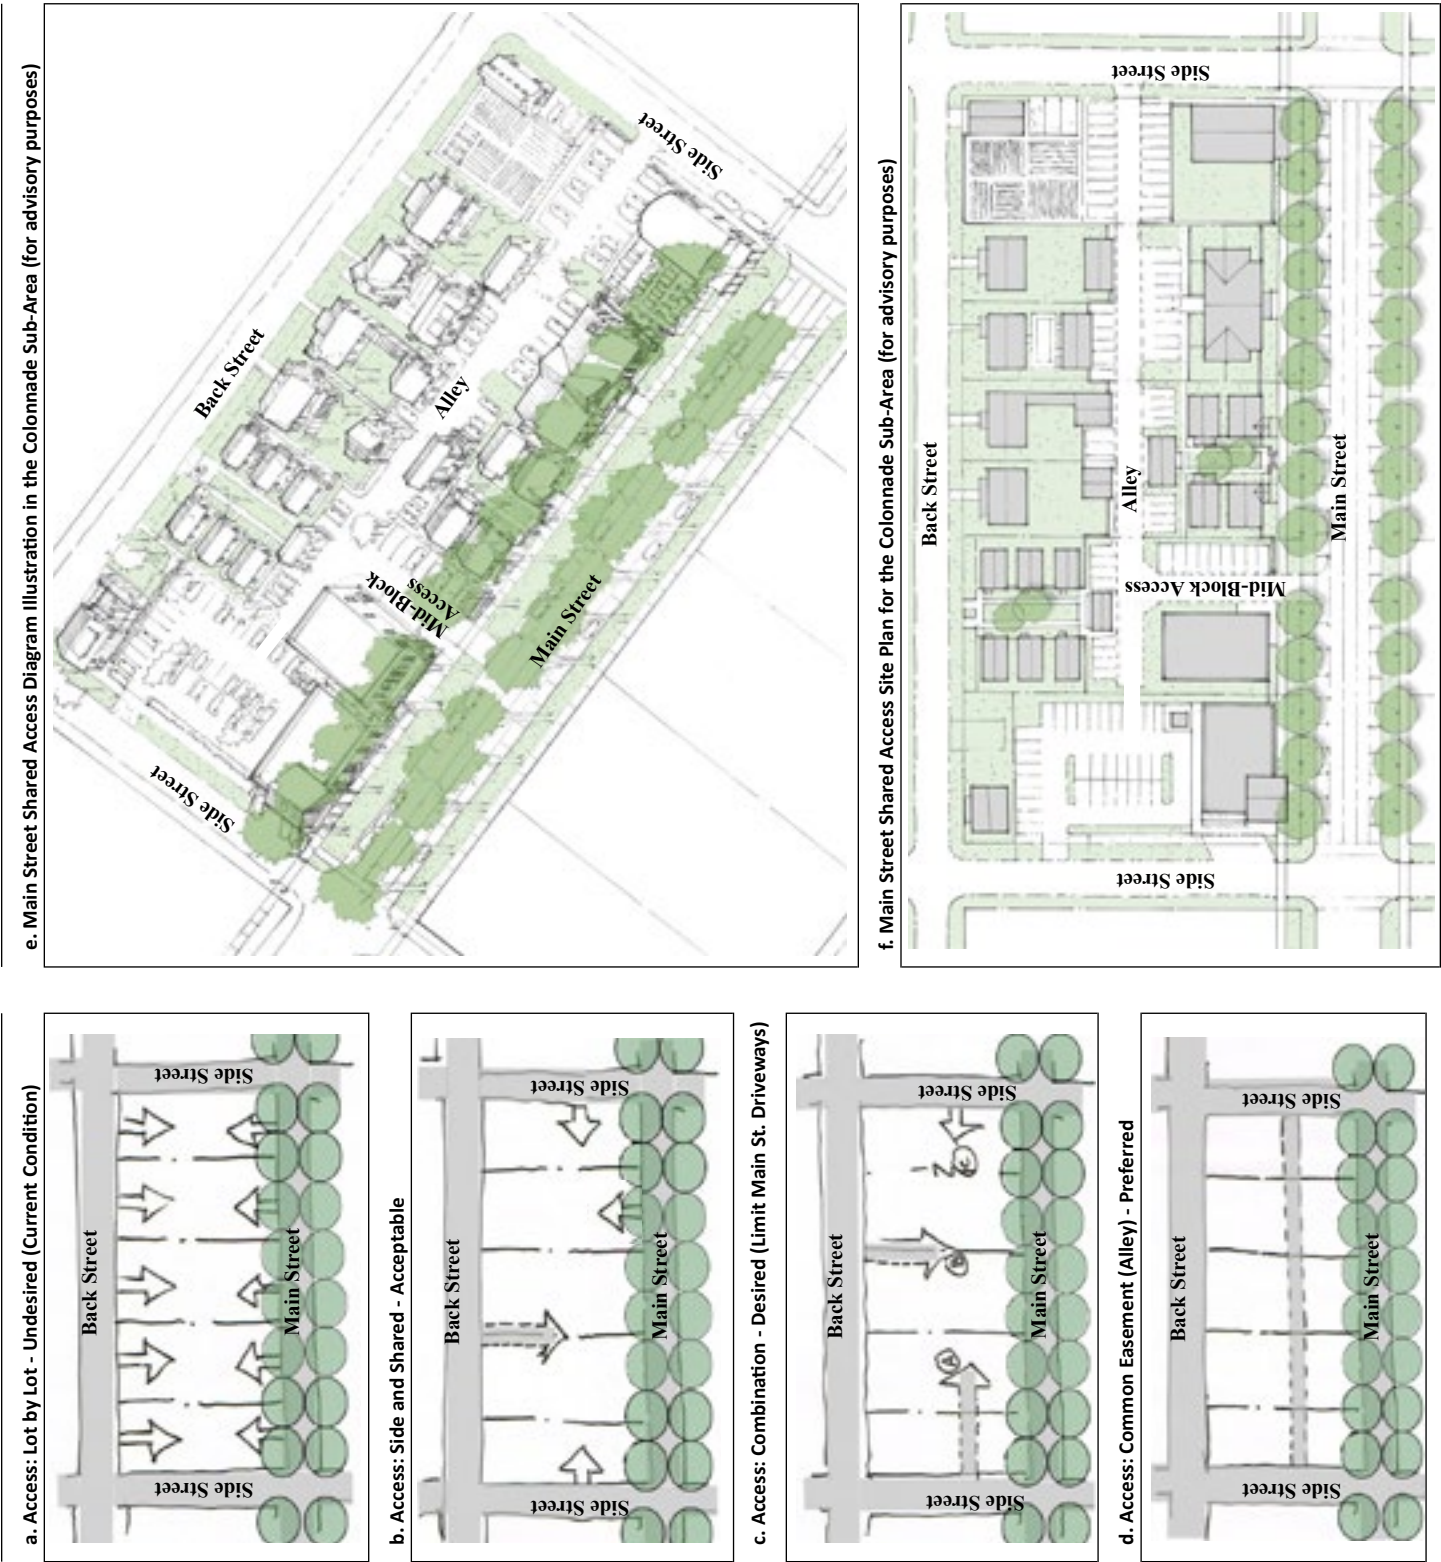 a. Access: Lot by Lot - Undesired (Current Condition)
Back Street
Side Street
Side Street
Main Street
b. Access: Side and Shared - Acceptable
Back Street
Side Street
Side Street
Main Street
c. Access: Combination - Desired (Limit Main St. Driveways)
Back Street
Side Street
Side Street
A
B
Main Street
d. Access: Common Easement (Alley) - Preferred
Back Street
Side Street
Side Street
Main Street
e. Main Street Shared Access Diagram Illustration in the Colonnade Sub-Area (for advisory purposes)
Back Street
Side Street
Alley
Mid-Block
Access
Side Street
Main Street
f. Main Street Shared Access Site Plan for the Colonnade Sub-Area (for advisory purposes)
Back Street
Side Street
Alley
Mid-Block Access
Side Street
Main Street